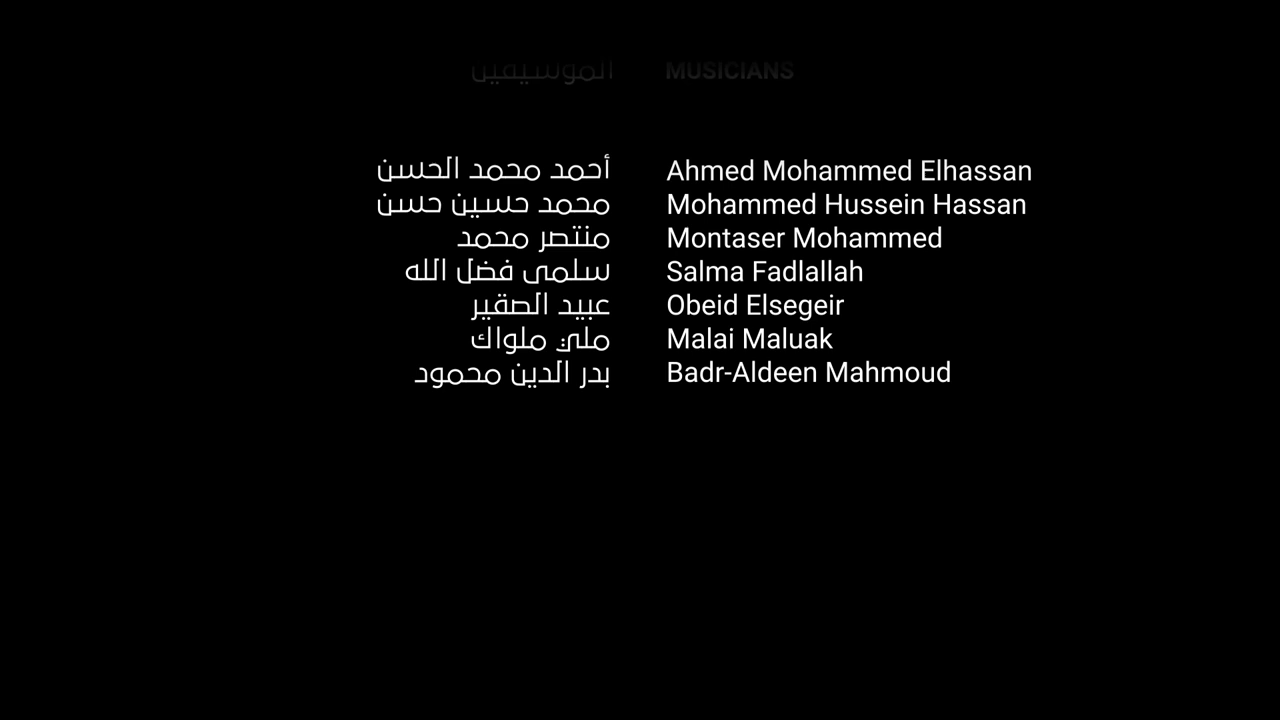 الموسيقيين MUSICIANS
أحمد محمد الحسن Ahmed Mohammed Elhassan
محمد حسين حسن Mohammed Hussein Hassan
منتصر محمد Montaser Mohammed
سلمى فضل الله Salma Fadlallah
عبيد الصقير Obeid Elsegeir
ملي ملواك Malai Maluak
بدر الدين محمود Badr-Aldeen Mahmoud